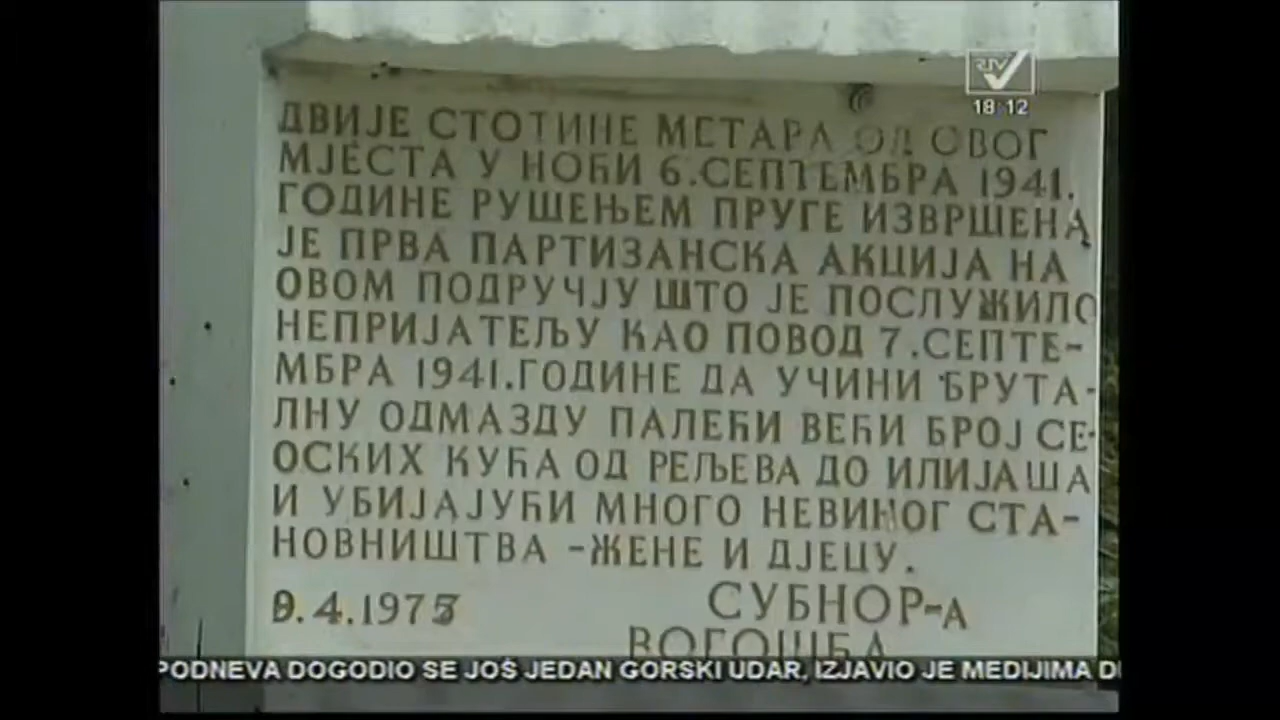 RTV
18:12
ДВИЈЕ СТОТИНЕ МЕТАРА ОД ОВОГ
МЈЕСТА У НОЋИ 6.СЕПТЕМБРА 1941.
ГОДИНЕ РУШЕЊЕМ ПРУГЕ ИЗВРШЕНА
ЈЕ ПРВА ПАРТИЗАНСКА АКЦИЈА НА
ОВОМ ПОДРУЧЈУ ШТО ЈЕ ПОСЛУЖИЛО
НЕПРИЈАТЕЉУ КАО ПОВОД 7.СЕПТЕ-
МБРА 1941.ГОДИНЕ ДА УЧИНИ БРУТА-
ЛНУ ОДМАЗДУ ПАЛЕЋИ ВЕЋИ БРОЈ СЕ-
ОСКИХ КУЋА ОД РЕЉЕВА ДО ИЛИЈАША
И УБИЈАЈУЋИ МНОГО НЕВИНОГ СТА-
НОВНИШТВА -ЖЕНЕ И ДЈЕЦУ.
СУБНОР-А
ВОГОШЋА
PODNEVA DOGODIO SE JOŠ JEDAN GORSKI UDAR, IZJAVIO JE MEDIJIMA